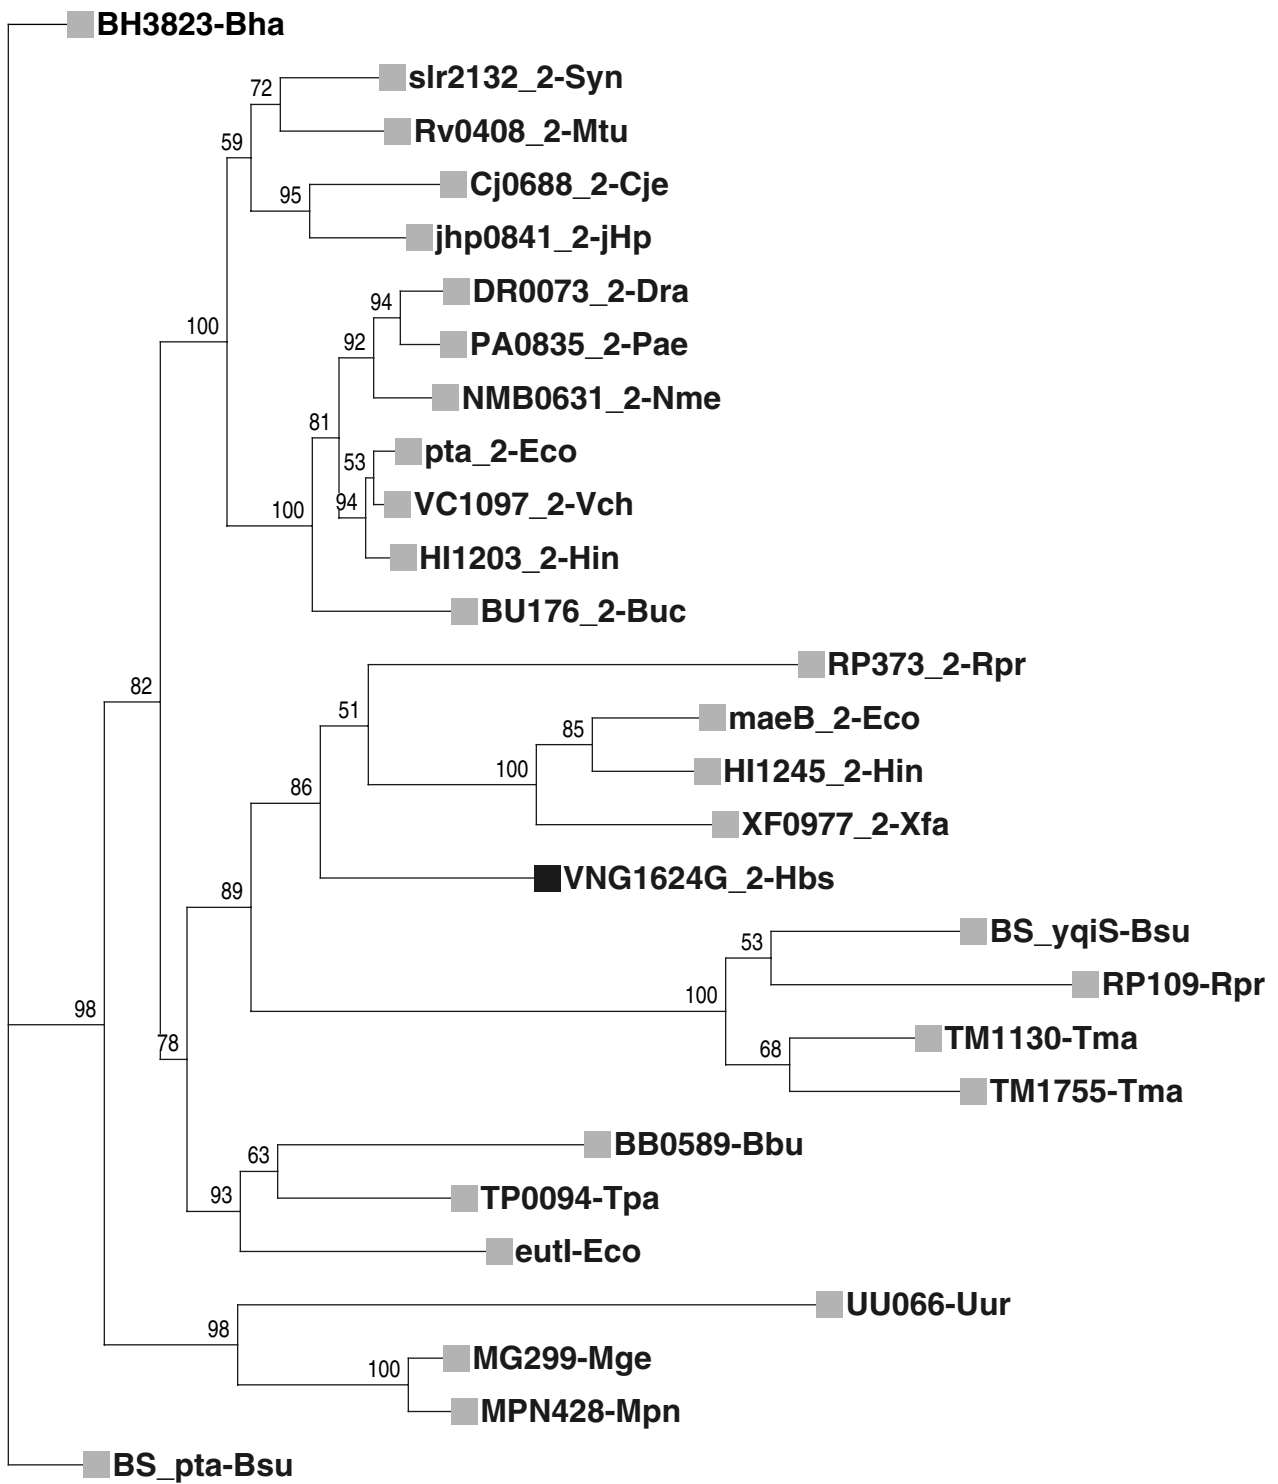 BH3823-Bha
slr2132_2-Syn
72
Rv0408_2-Mtu
59
Cj0688_2-Cje
95
jhp0841_2-jHp
DR0073_2-Dra
94
100
PA0835_2-Pae
92
NMB0631_2-Nme
81
pta_2-Eco
53
VC1097_2-Vch
94
100
HI1203_2-Hin
BU176_2-Buc
RP373_2-Rpr
82
51
maeB_2-Eco
85
HI1245_2-Hin
100
86
XF0977_2-Xfa
VNG1624G_2-Hbs
89
BS_yqiS-Bsu
53
RP109-Rpr
100
98
TM1130-Tma
78
68
TM1755-Tma
BB0589-Bbu
63
TP0094-Tpa
93
eutI-Eco
UU066-Uur
98
MG299-Mge
100
MPN428-Mpn
BS_pta-Bsu